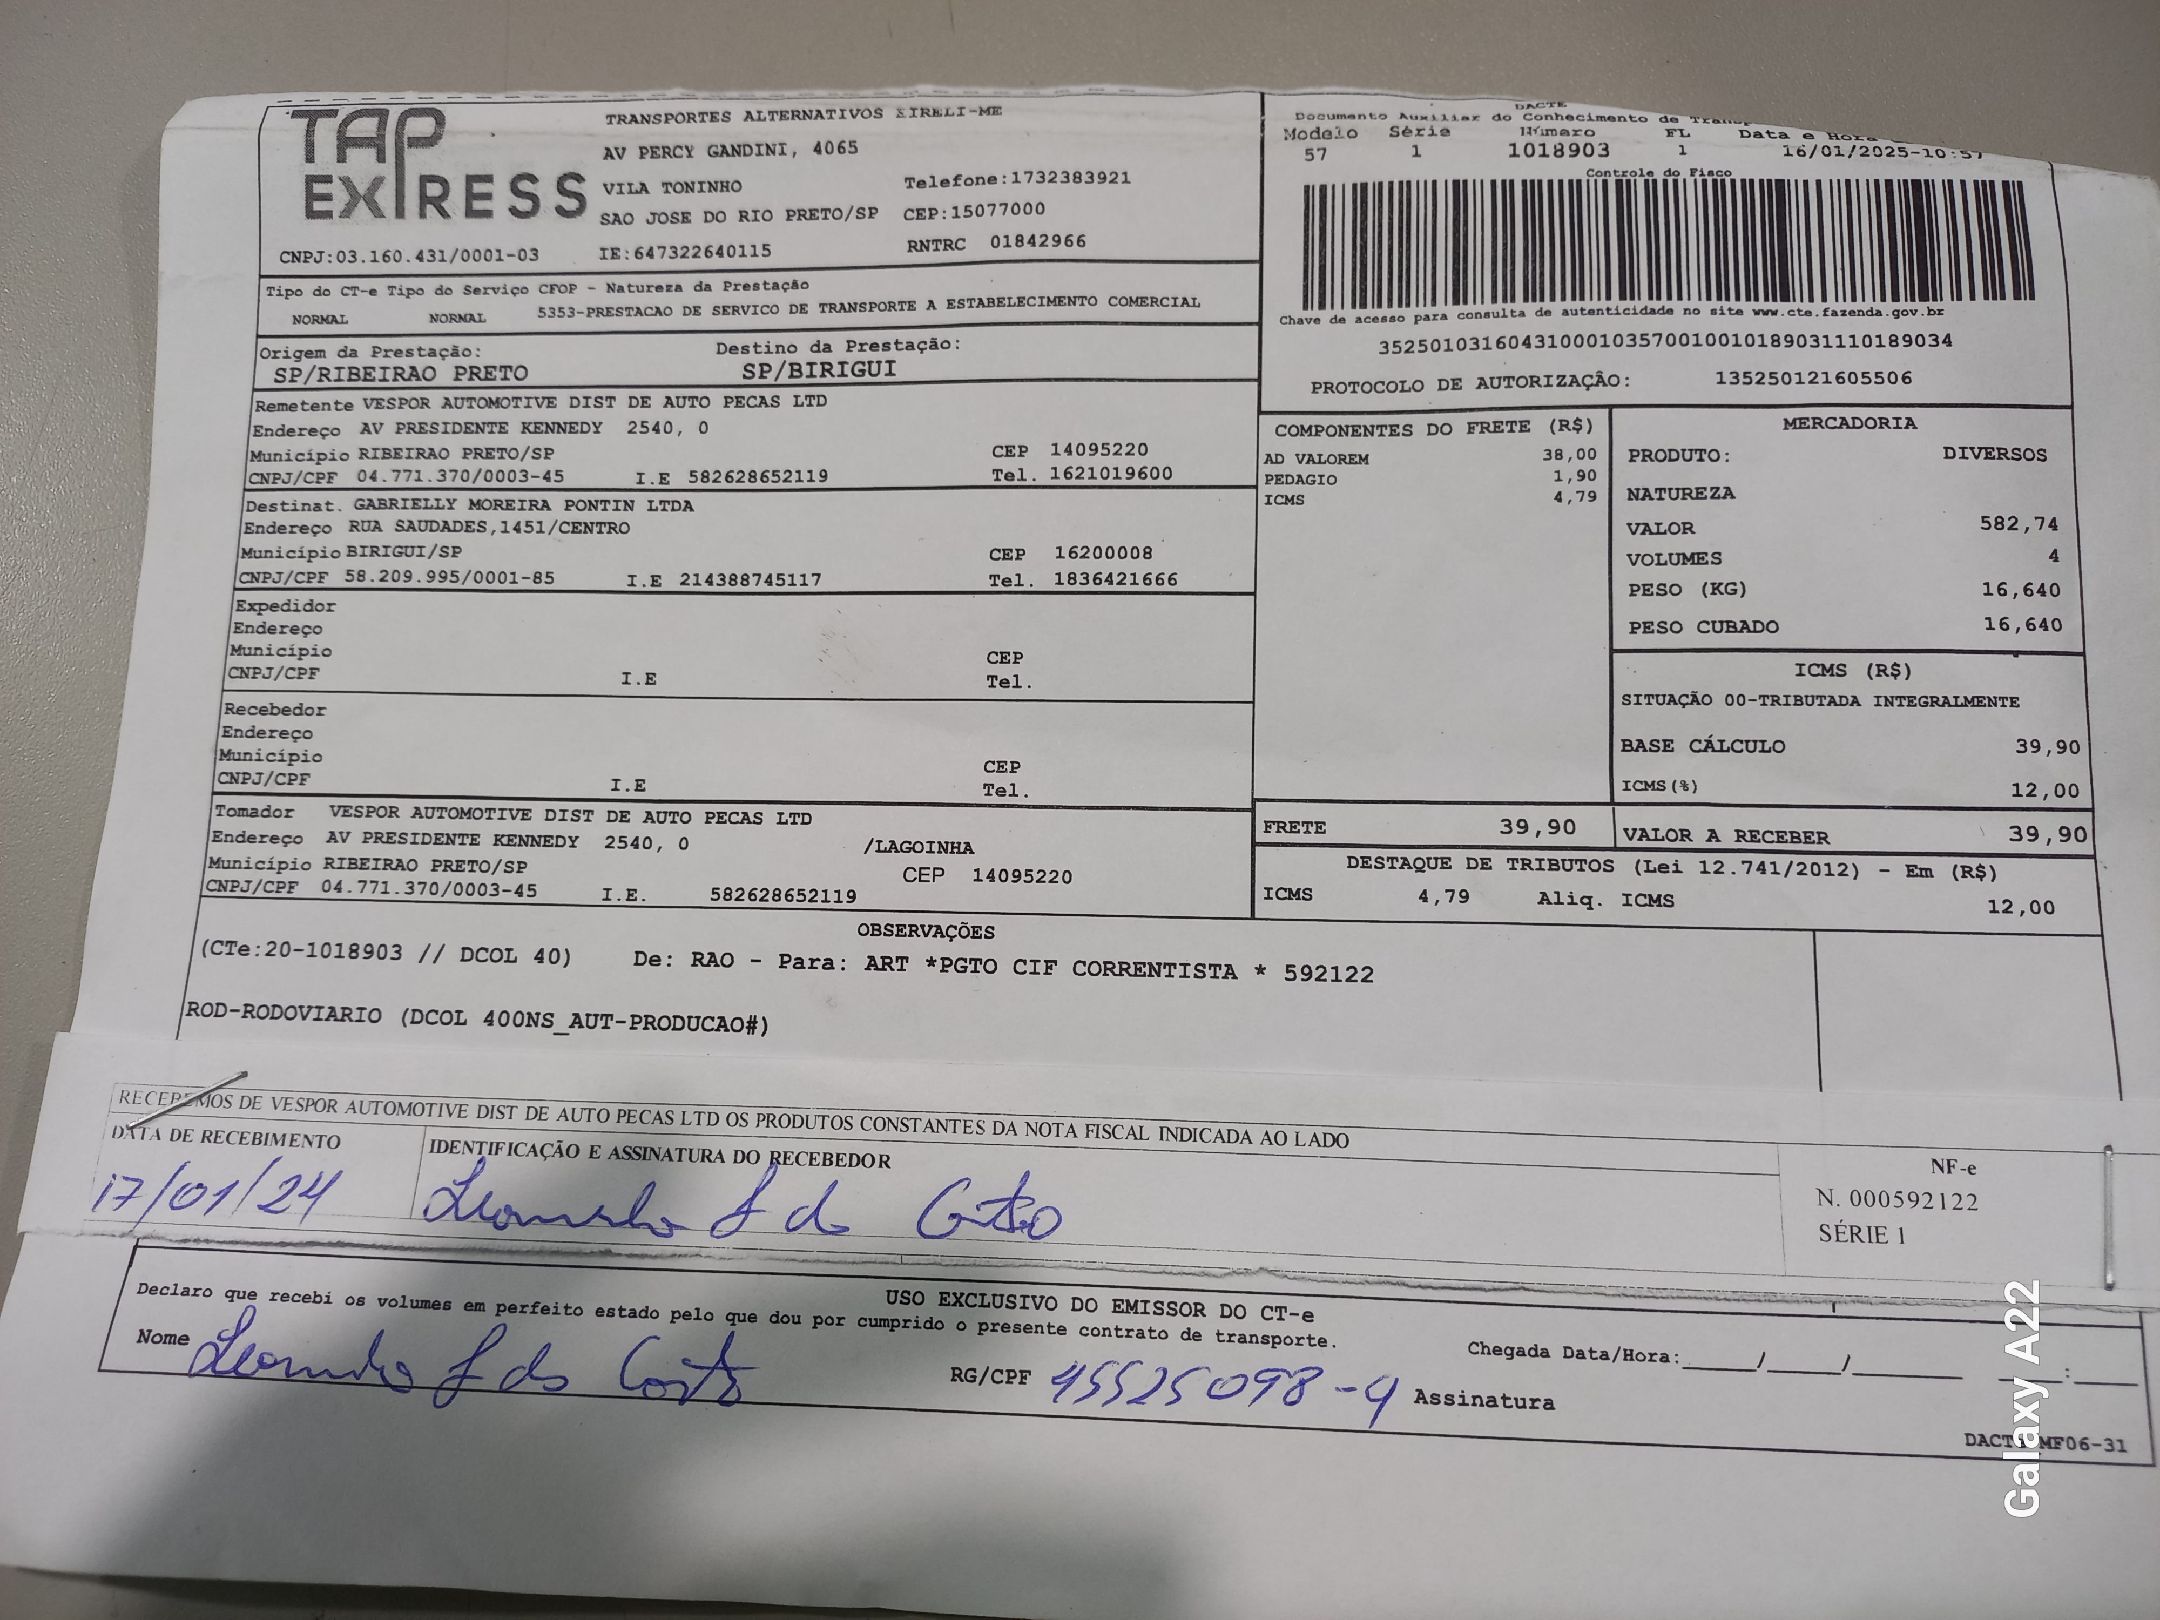 TAP EXPRESS
TRANSPORTES ALTERNATIVOS EIRELI-ME
AV PERCY GANDINI, 4065
VILA TONINHO Telefone:1732383921
SAO JOSE DO RIO PRETO/SP CEP:15077000
CNPJ:03.160.431/0001-03 IE:647322640115 RNTRC 01842966
DACTE
Documento Auxiliar do Conhecimento de
Modelo Série Número FL Data e Hora
57 1 1018903 1 16/01/2025-10:57
Controle do Fisco
Chave de acesso para consulta de autenticidade no site www.cte.fazenda.gov.br
35250103160431000103570010010189031110189034
PROTOCOLO DE AUTORIZAÇÃO: 135250121605506
Tipo do CT-e Tipo do Serviço CFOP - Natureza da Prestação
NORMAL NORMAL 5353-PRESTACAO DE SERVICO DE TRANSPORTE A ESTABELECIMENTO COMERCIAL
Origem da Prestação: Destino da Prestação:
SP/RIBEIRAO PRETO SP/BIRIGUI
Remetente VESPOR AUTOMOTIVE DIST DE AUTO PECAS LTD
Endereço AV PRESIDENTE KENNEDY 2540, 0
Município RIBEIRAO PRETO/SP CEP 14095220
CNPJ/CPF 04.771.370/0003-45 I.E 582628652119 Tel. 1621019600
Destinat. GABRIELLY MOREIRA PONTIN LTDA
Endereço RUA SAUDADES,1451/CENTRO
Município BIRIGUI/SP CEP 16200008
CNPJ/CPF 58.209.995/0001-85 I.E 214388745117 Tel. 1836421666
Expedidor
Endereço
Município CEP
CNPJ/CPF I.E Tel.
Recebedor
Endereço
Município CEP
CNPJ/CPF I.E Tel.
Tomador VESPOR AUTOMOTIVE DIST DE AUTO PECAS LTD
Endereço AV PRESIDENTE KENNEDY 2540, 0 /LAGOINHA
Município RIBEIRAO PRETO/SP CEP 14095220
CNPJ/CPF 04.771.370/0003-45 I.E. 582628652119
COMPONENTES DO FRETE (R$)
AD VALOREM 38,00
PEDAGIO 1,90
ICMS 4,79
MERCADORIA
PRODUTO: DIVERSOS
NATUREZA
VALOR 582,74
VOLUMES 4
PESO (KG) 16,640
PESO CUBADO 16,640
ICMS (R$)
SITUAÇÃO 00-TRIBUTADA INTEGRALMENTE
BASE CÁLCULO 39,90
ICMS(%) 12,00
FRETE 39,90 VALOR A RECEBER 39,90
DESTAQUE DE TRIBUTOS (Lei 12.741/2012) - Em (R$)
ICMS 4,79 Aliq. ICMS 12,00
OBSERVAÇÕES
(CTe:20-1018903 // DCOL 40) De: RAO - Para: ART *PGTO CIF CORRENTISTA * 592122
ROD-RODOVIARIO (DCOL 400NS_AUT-PRODUCAO#)
RECEBEMOS DE VESPOR AUTOMOTIVE DIST DE AUTO PECAS LTD OS PRODUTOS CONSTANTES DA NOTA FISCAL INDICADA AO LADO
DATA DE RECEBIMENTO IDENTIFICAÇÃO E ASSINATURA DO RECEBEDOR
17/01/24
NF-e
N. 000592122
SÉRIE 1
USO EXCLUSIVO DO EMISSOR DO CT-e
Declaro que recebi os volumes em perfeito estado pelo que dou por cumprido o presente contrato de transporte.
Nome RG/CPF 45525098-4 Assinatura
Chegada Data/Hora:_____/_____/_______ ____:____
DACTE MF06-31
Galaxy A22